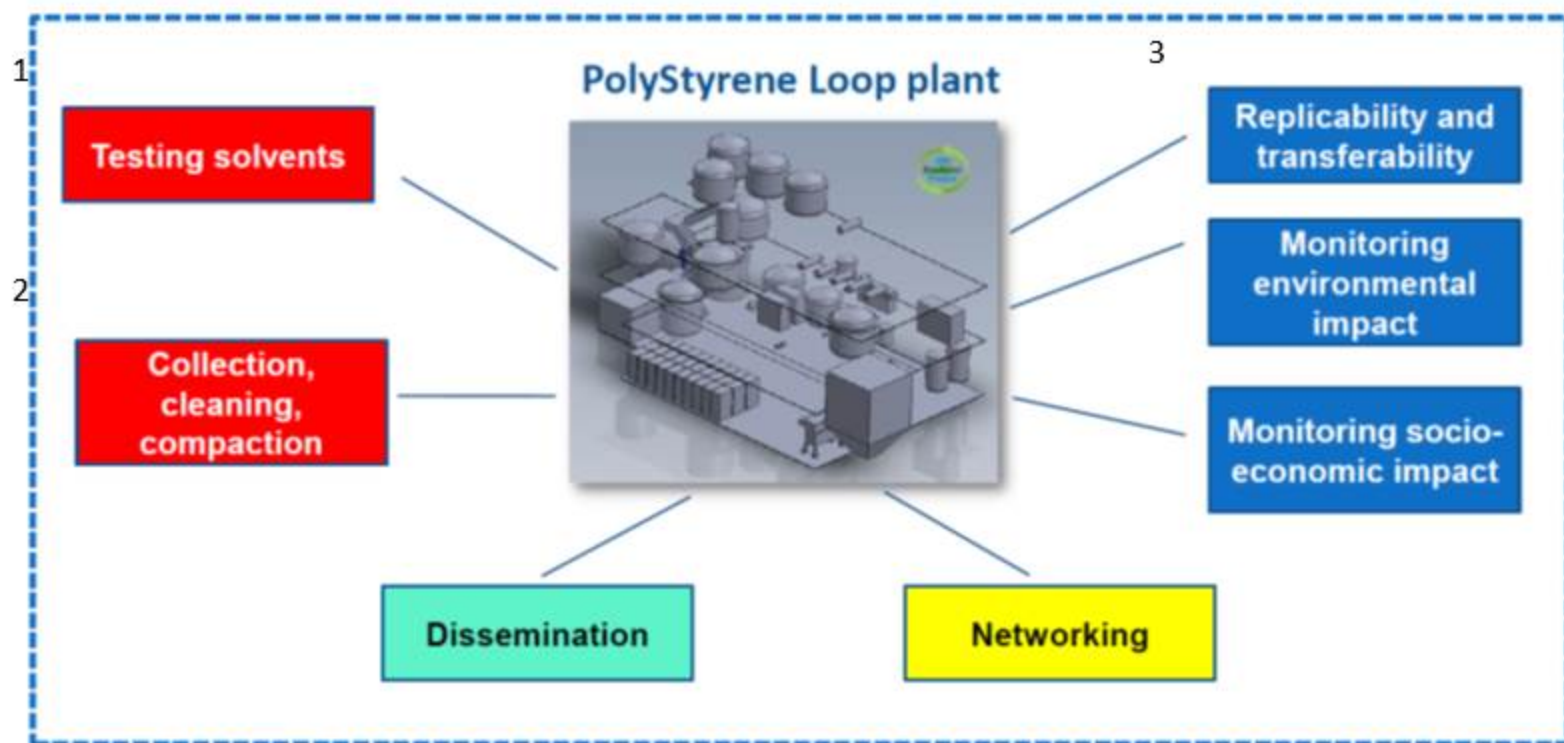 1
3
PolyStyrene Loop plant
Testing solvents
Replicability and
transferability
2
Monitoring
environmental
impact
Collection,
cleaning,
compaction
Monitoring socio-
economic impact
Dissemination
Networking